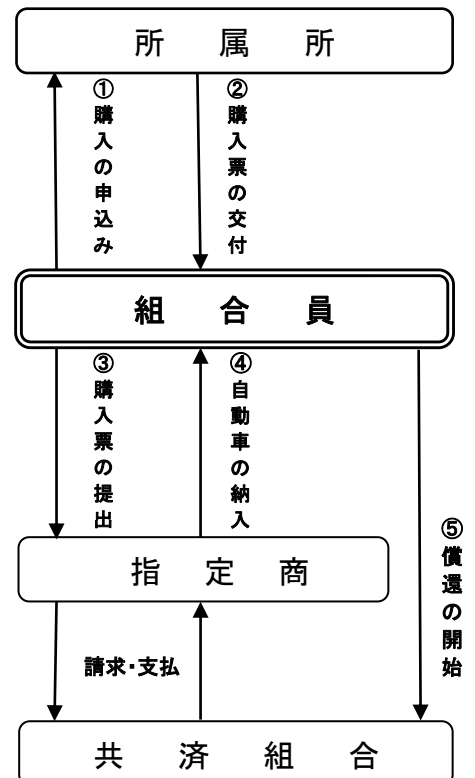 所属所
①購入の申込み
②購入票の交付
組合員
③購入票の提出
④自動車の納入
⑤償還の開始
指定商
請求・支払
共済組合